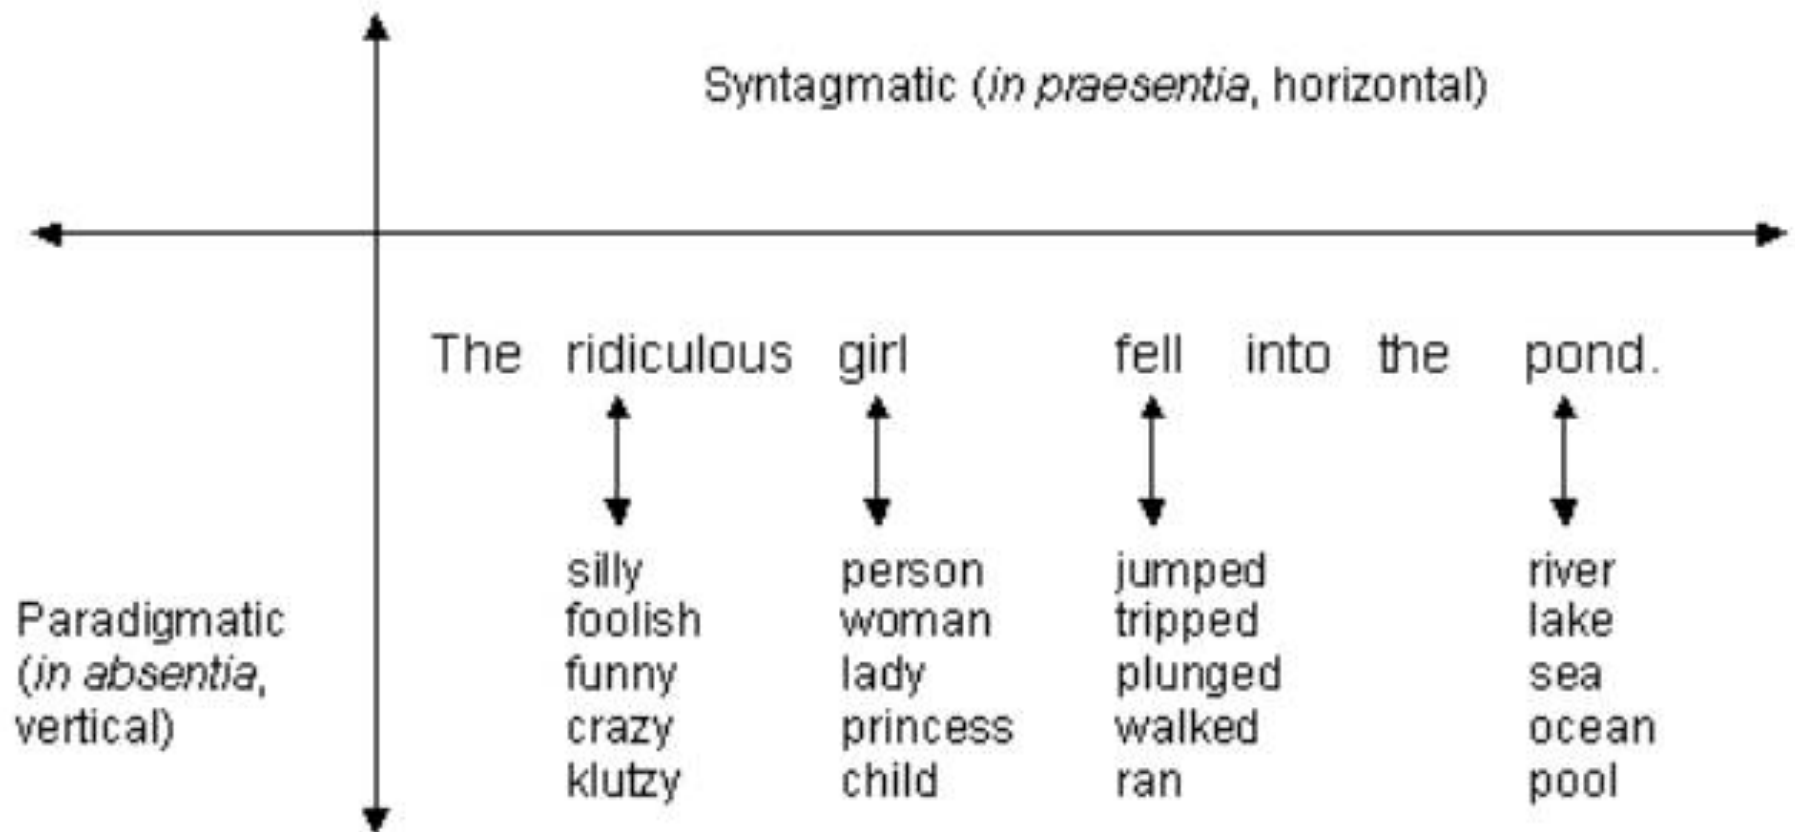 Syntagmatic (in praesentia, horizontal)
The ridiculous girl fell into the pond.
silly person jumped river
Paradigmatic foolish woman tripped lake
(in absentia, funny lady plunged sea
vertical) crazy princess walked ocean
klutzy child ran pool